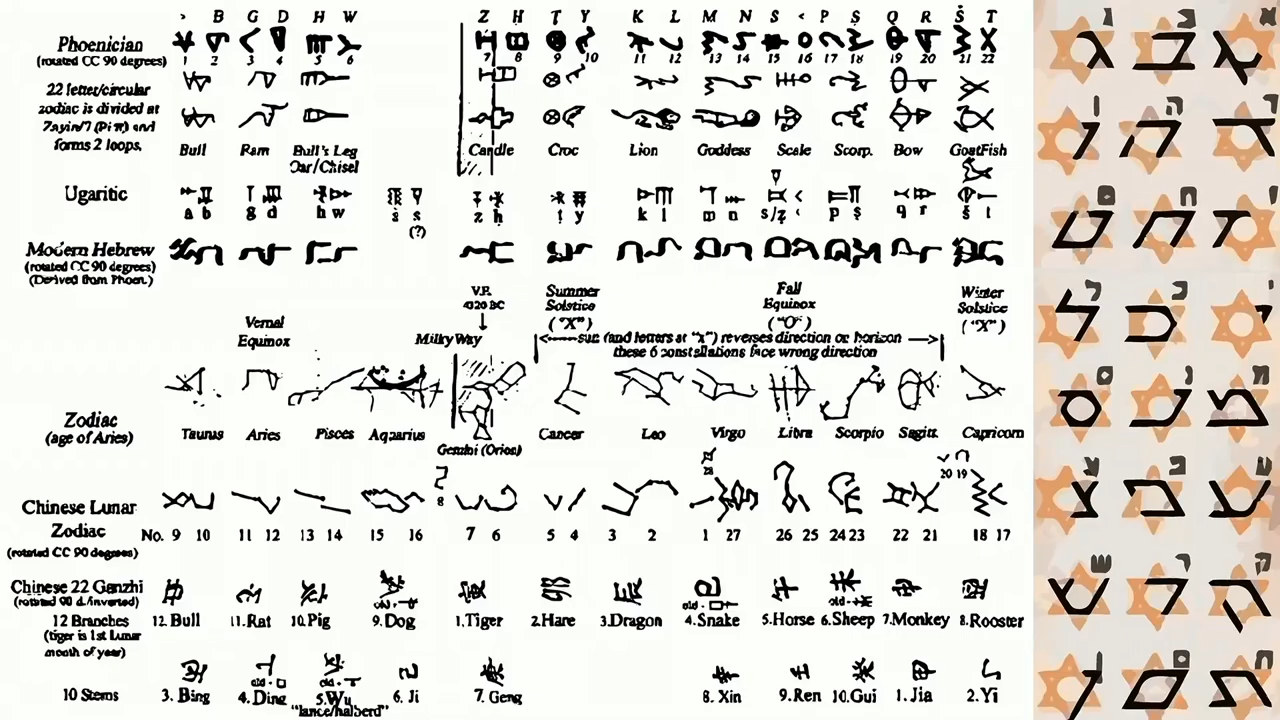 › B G D H W Z H T Y K L M N S < P Ṣ Q R Š T
Phoenician
(rotated CC 90 degrees)
1 2 3 4 5 6 7 8 9 10 11 12 13 14 15 16 17 18 19 20 21 22
22 letter/circular
zodiac is divided at
Zayin/7 (Pi π) and
forms 2 loops.
Bull Ram Bull's Leg Candle Croc Lion Goddess Scale Scorp. Bow GoatFish
Oar/Chisel
Ugaritic
a b g d h w s z h t y k l m n s/z < p ṣ q r š t
(?)
Modern Hebrew
(rotated CC 90 degrees)
(Derived from Phoen.)
V.E.
4320 BC
Summer
Solstice
("X")
Fall
Equinox
("O")
Winter
Solstice
("X")
Vernal
Equinox
Milky Way
<-----sun (and letters at "x") reverses direction on horizon
these 6 constellations face wrong direction
Zodiac
(age of Aries)
Taurus Aries Pisces Aquarius Cancer Leo Virgo Libra Scorpio Sagitt. Capricorn
Gemini (Orion)
28 20 19
8
Chinese Lunar
Zodiac
(rotated CC 90 degrees)
No. 9 10 11 12 13 14 15 16 7 6 5 4 3 2 1 27 26 25 24 23 22 21 18 17
Chinese 22 Ganzhi
(rotated 90 d./inverted)
12 Branches
(tiger is 1st Lunar
month of year)
old - old - old -
12. Bull 11. Rat 10. Pig 9. Dog 1. Tiger 2. Hare 3. Dragon 4. Snake 5. Horse 6. Sheep 7. Monkey 8. Rooster
old - old -
10 Stems
3. Bing 4. Ding 5. Wu 6. Ji 7. Geng 8. Xin 9. Ren 10. Gui 1. Jia 2. Yi
"lance/halberd"
א ב ג
ד ה ו
ז ח ט
י כ ל
מ נ ס
ע פ צ
ק ר ש